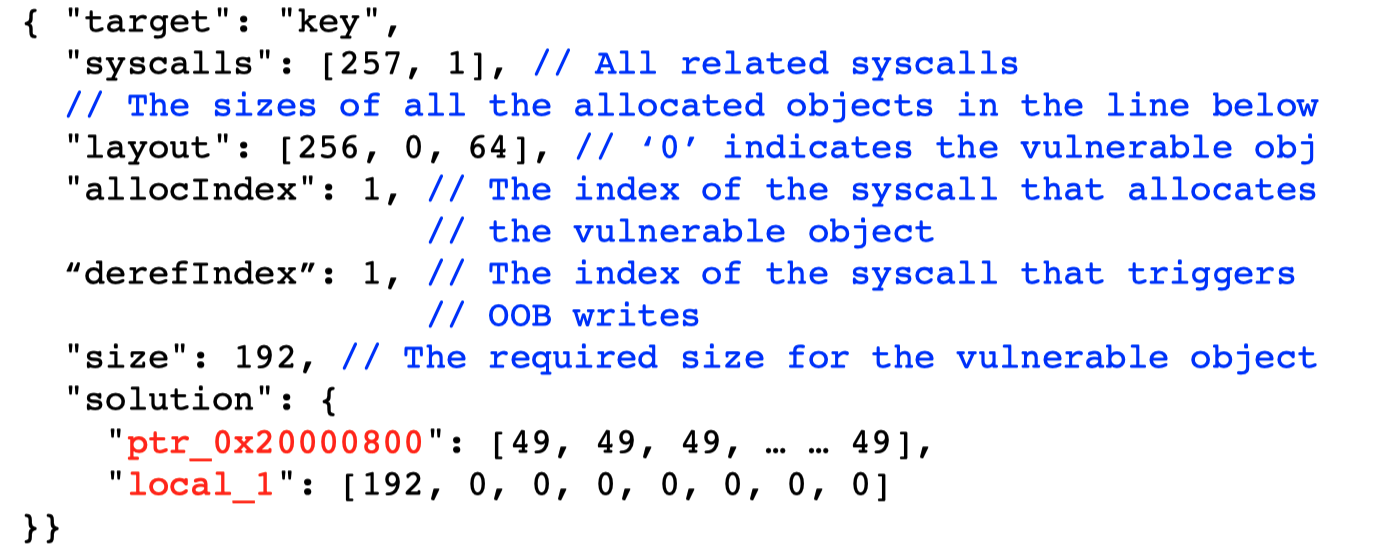 { "target": "key",
"syscalls": [257, 1], // All related syscalls
// The sizes of all the allocated objects in the line below
"layout": [256, 0, 64], // ‘0’ indicates the vulnerable obj
"allocIndex": 1, // The index of the syscall that allocates
// the vulnerable object
“derefIndex”: 1, // The index of the syscall that triggers
// OOB writes
"size": 192, // The required size for the vulnerable object
"solution": {
"ptr_0x20000800": [49, 49, 49, … … 49],
"local_1": [192, 0, 0, 0, 0, 0, 0, 0]
}}